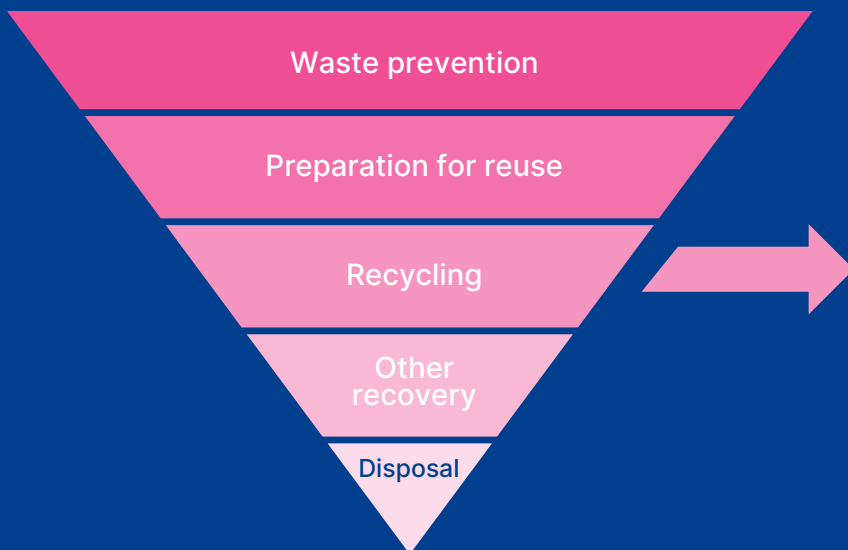 Waste prevention
Preparation for reuse
Recycling
Other
recovery
Disposal